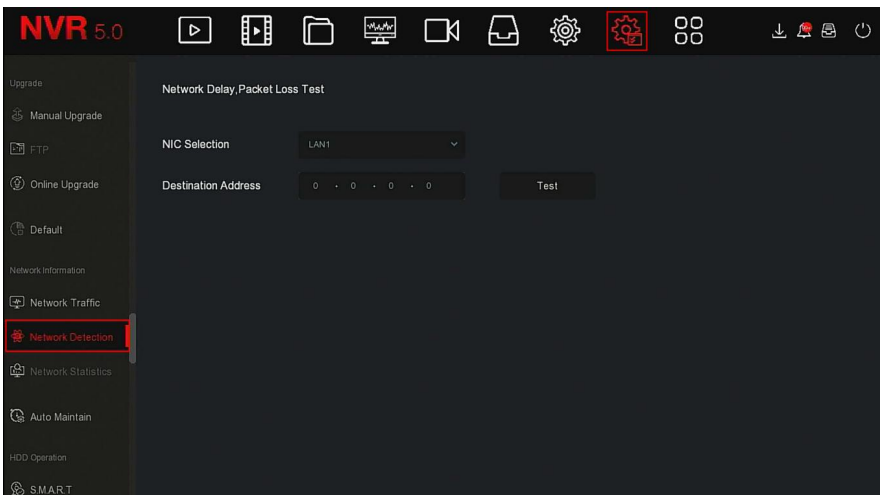 NVR 5.0
Upgrade
Manual Upgrade
FTP
Online Upgrade
Default
Network Information
Network Traffic
Network Detection
Network Statistics
Auto Maintain
HDD Operation
S.M.A.R.T
Network Delay,Packet Loss Test
NIC Selection LAN1
Destination Address 0 . 0 . 0 . 0 Test